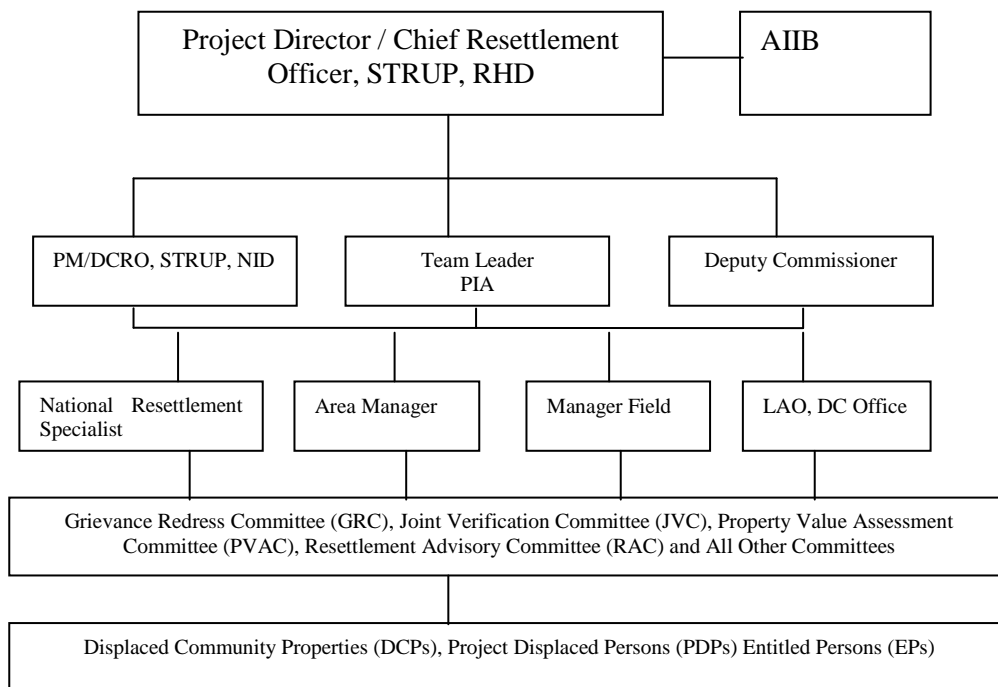 Project Director / Chief Resettlement
Officer, STRUP, RHD
AIIB
PM/DCRO, STRUP, NID
Team Leader
PIA
Deputy Commissioner
National Resettlement
Specialist
Area Manager
Manager Field
LAO, DC Office
Grievance Redress Committee (GRC), Joint Verification Committee (JVC), Property Value Assessment
Committee (PVAC), Resettlement Advisory Committee (RAC) and All Other Committees
Displaced Community Properties (DCPs), Project Displaced Persons (PDPs) Entitled Persons (EPs)